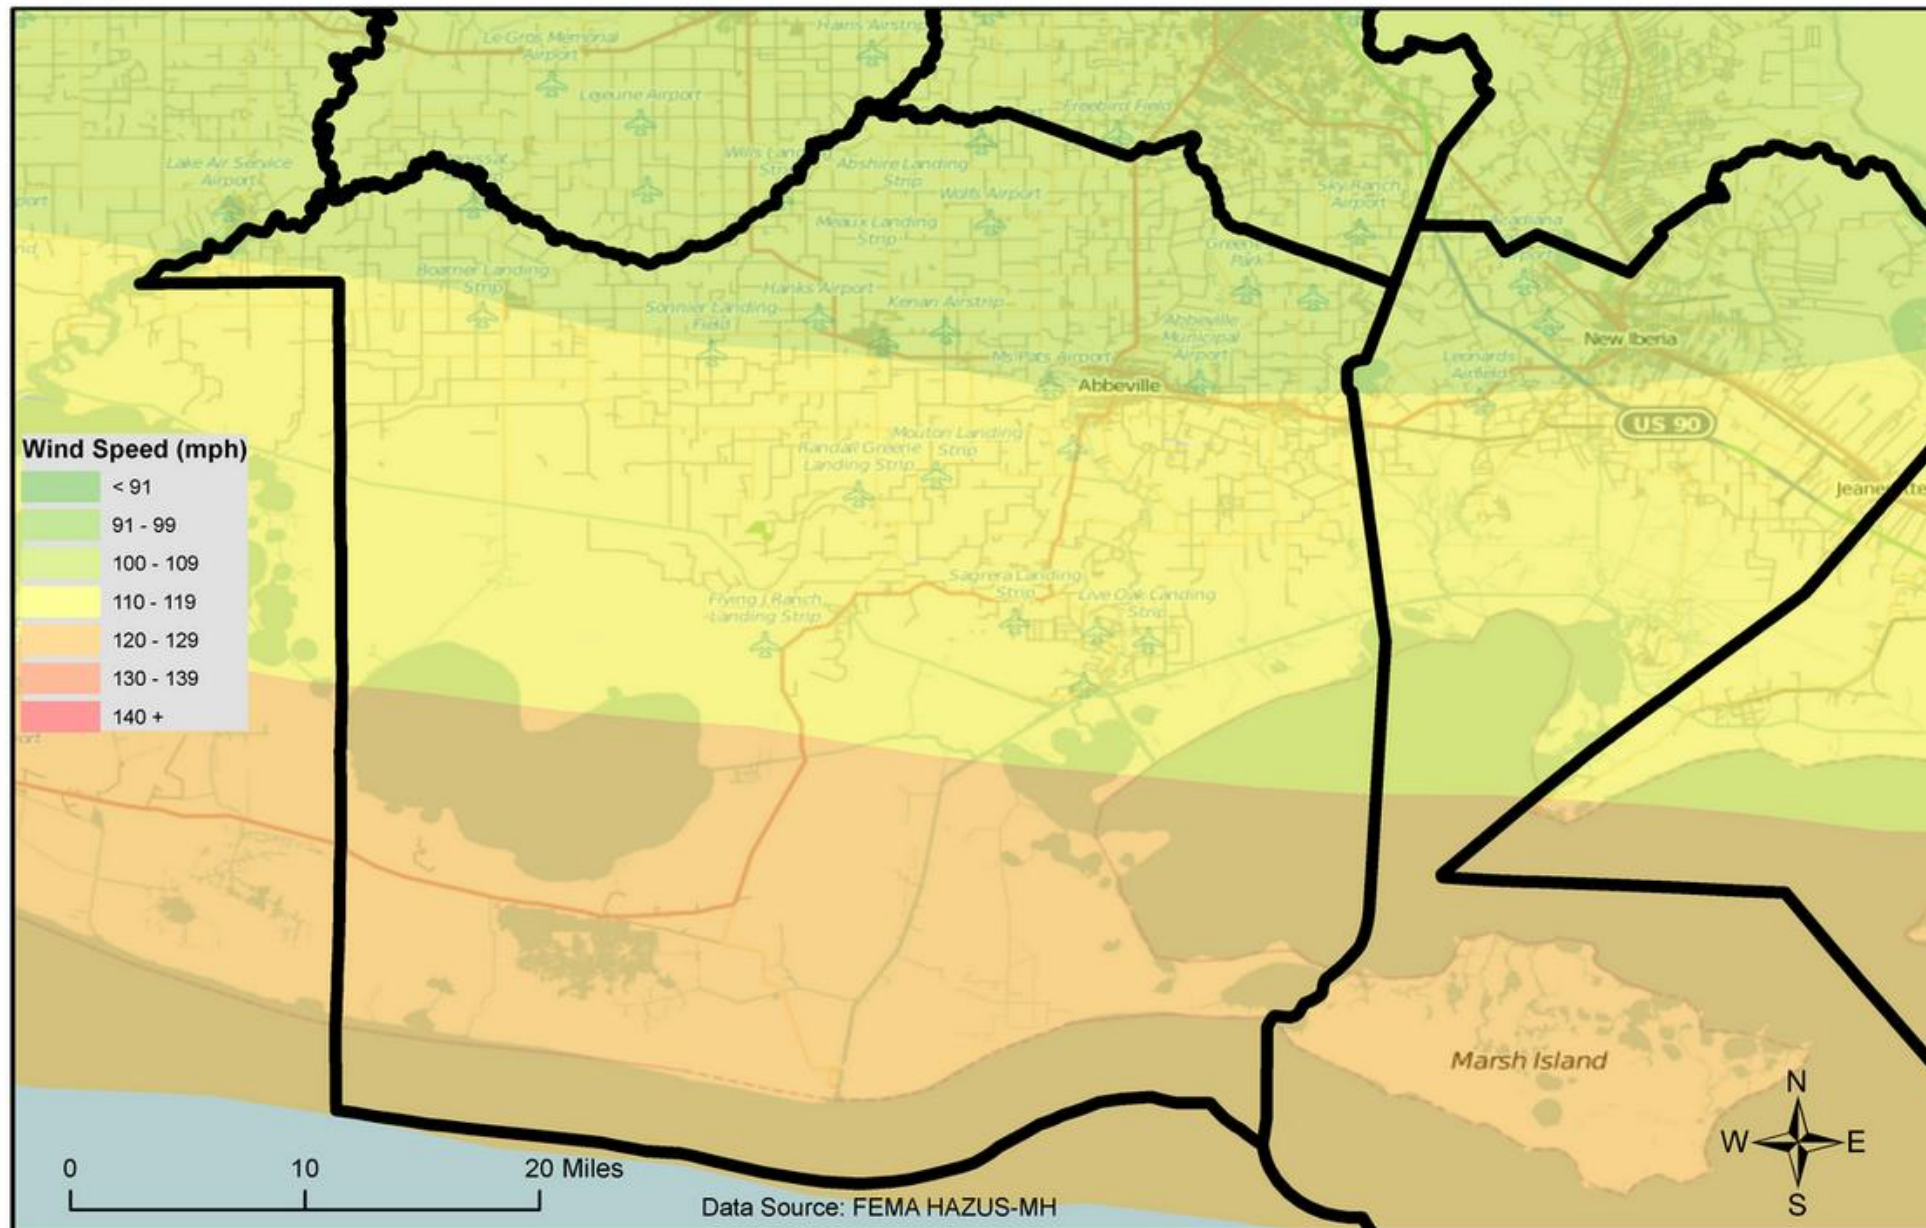 Hains Airstrip
Le Gros Memorial
Airport
Lejeune Airport
Freebird Field
Lake Air Service
Airport
Abshire Landing
Strip
Wolfs Airport
Sky Ranch
Airport
Meaux Landing
Strip
Boatner Landing
Strip
Hanks Airport
Kenan Airstrip
Sonnier Landing
Field
Abbeville
Municipal
Airport
New Iberia
Ms Pats Airport
Leonards
Airfield
Abbeville
US 90
Mouton Landing
Strip
Randall Greene
Landing Strip
Wind Speed (mph)
< 91
91 - 99
100 - 109
110 - 119
120 - 129
130 - 139
140 +
Sagrera Landing
Strip
Live Oak Landing
Strip
Flying J Ranch
Landing Strip
Marsh Island
N
W E
S
0 10 20 Miles
Data Source: FEMA HAZUS-MH